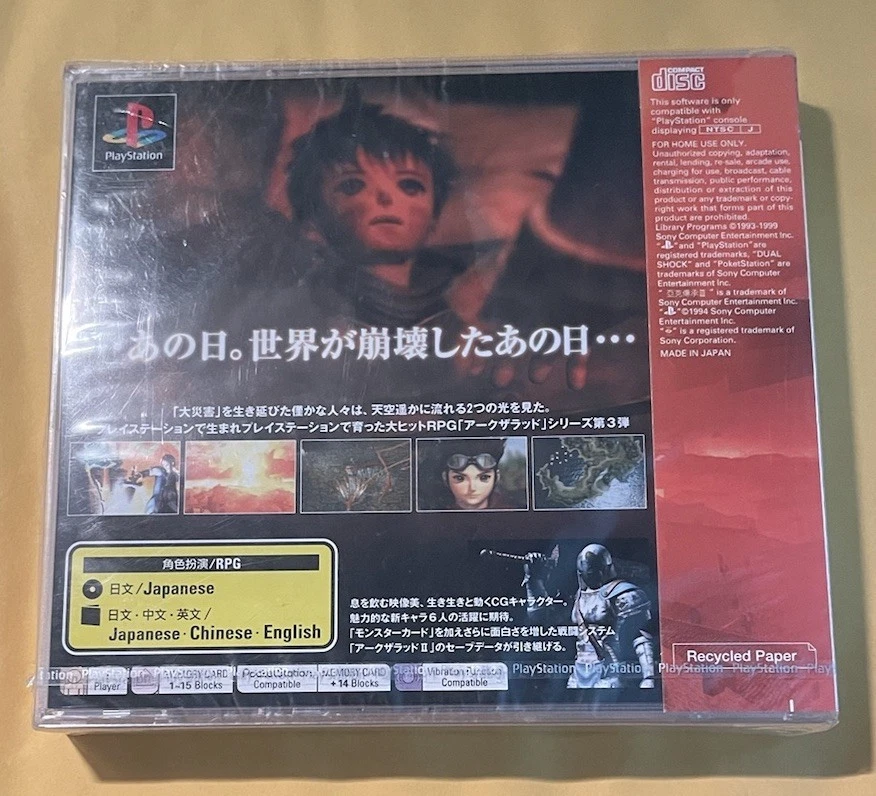 PlayStation
あの日。世界が崩壊したあの日・・・
「大災害」を生き延びた僅かな人々は、天空遥かに流れる2つの光を見た。
プレイステーションで生まれプレイステーションで育った大ヒットRPG「アークザラッド」シリーズ第3弾
角色扮演/RPG
日文/Japanese
日文・中文・英文/
Japanese・Chinese・English
息を飲む映像美、生き生きと動くCGキャラクター。
魅力的な新キャラ6人の活躍に期待。
「モンスターカード」を加えさらに面白さを増した戦闘システム
「アークザラッドⅡ」のセーブデータが引き継げる。
Player
MEMORY CARD
1~15 Blocks
PocketStation
Compatible
MEMORY CARD
+14 Blocks
Vibration Function
Compatible
PlayStation PlayStation PlayStation PlayStation
COMPACT
disc
This software is only
compatible with
"PlayStation" console
displaying NTSC J
FOR HOME USE ONLY.
Unauthorized copying, adaptation,
rental, lending, re-sale, arcade use,
charging for use, broadcast, cable
transmission, public performance,
distribution or extraction of this
product or any trademark or copy-
right work that forms part of this
product are prohibited.
Library Programs ©1993-1999
Sony Computer Entertainment Inc.
" " and "PlayStation" are
registered trademarks, "DUAL
SHOCK" and "PocketStation" are
trademarks of Sony Computer
Entertainment Inc.
" " is a trademark of
Sony Computer Entertainment Inc.
" " ©1994 Sony Computer
Entertainment Inc.
" " is a registered trademark of
Sony Corporation.
MADE IN JAPAN
Recycled Paper